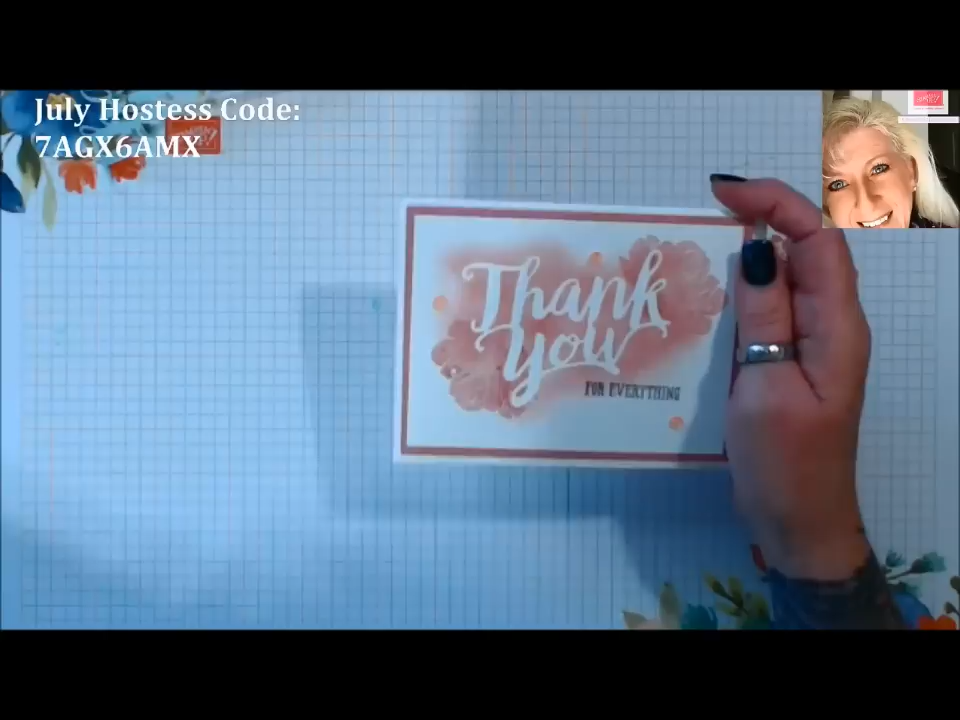 July Hostess Code:
7AGX6AMX
Thank
you
FOR EVERYTHING